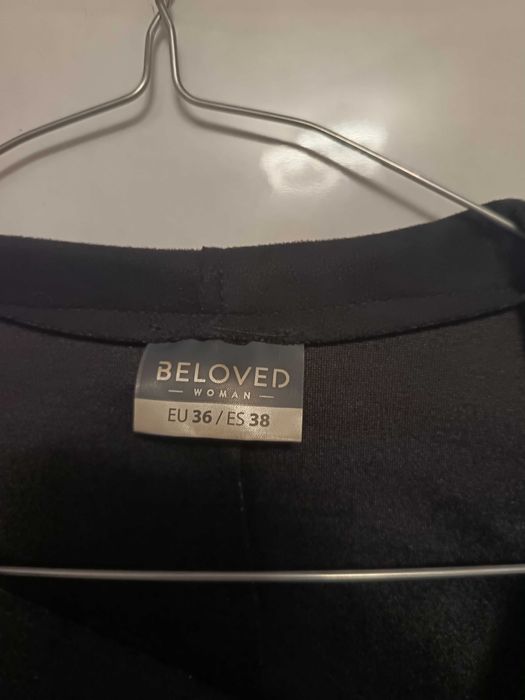 BELOVED
— WOMAN —
EU 36 / ES 38